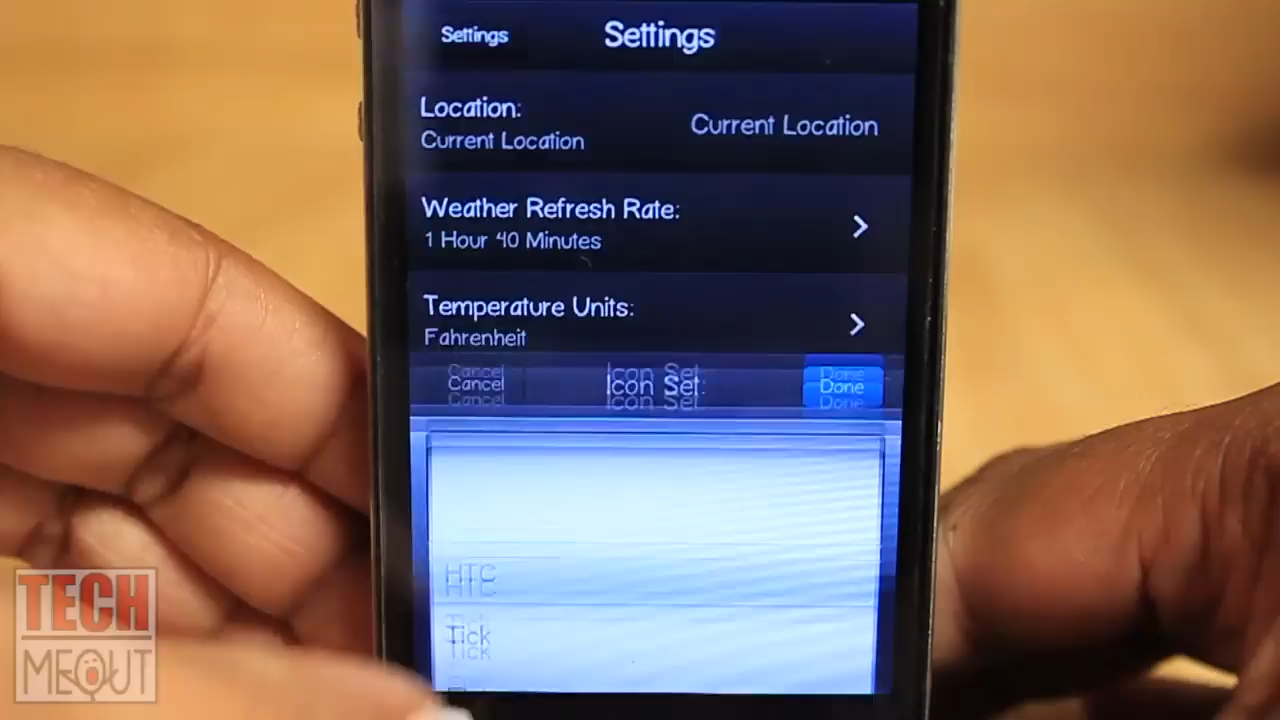 Settings
Settings
Location:
Current Location
Current Location
Weather Refresh Rate:
1 Hour 40 Minutes
Temperature Units:
Fahrenheit
Cancel
Icon Set:
Done
HTC
Tick
TECH
MEOUT